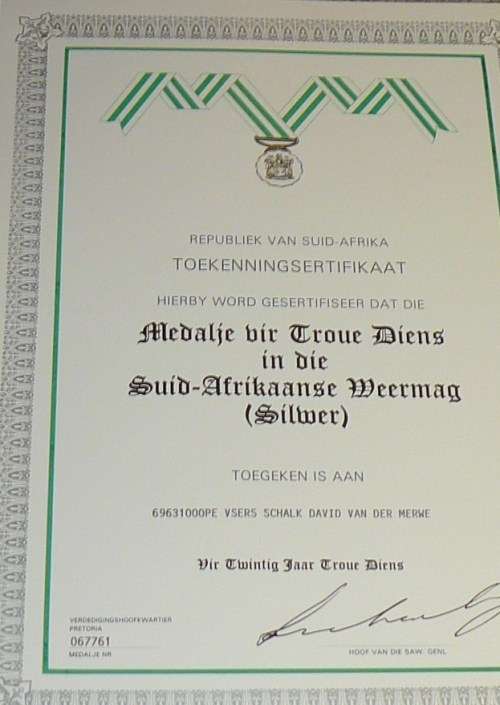 REPUBLIEK VAN SUID-AFRIKA
TOEKENNINGSERTIFIKAAT
HIERBY WORD GESERTIFISEER DAT DIE
Medalje vir Troue Diens
in die
Suid-Afrikaanse Weermag
(Silwer)
TOEGEKEN IS AAN
69631000PE VSERS SCHALK DAVID VAN DER MERWE
Vir Twintig Jaar Troue Diens
VERDEDIGINGSHOOFKWARTIER
PRETORIA
067761
MEDALJE NR
HOOF VAN DIE SAW. GENL